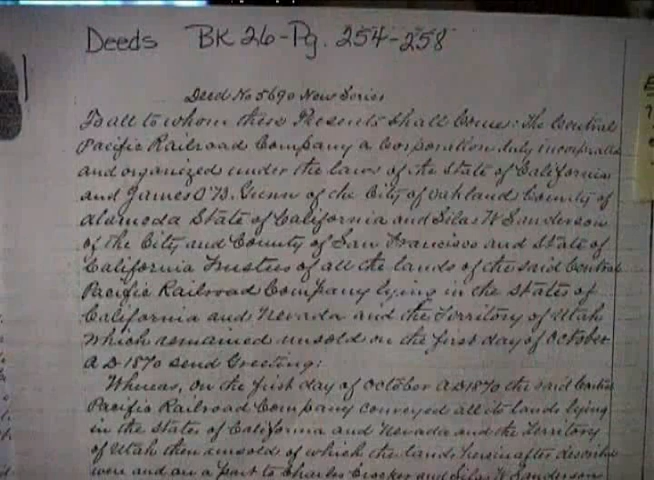 Deeds BK 26-Pg. 254-258
Deed No 5690 New Series
To all to whom these Presents shall Come: The Central
Pacific Railroad Company a Corporation duly incorporated
and organized under the laws of the State of California
and James O'B. Gunn of the City of Oakland County of
Alameda State of California and Silas W Sanderson
of the City and County of San Francisco and State of
California Trustees of all the lands of the said Central
Pacific Railroad Company lying in the States of
California and Nevada and the Territory of Utah
which remained unsold on the first day of October
A D 1870 send Greeting:
Whereas, on the first day of October A D 1870 the said Central
Pacific Railroad Company conveyed all its lands lying
in the States of California and Nevada and the Territory
of Utah then unsold of which the lands hereinafter described
were and are a part to Charles Crocker and Silas W Sanderson